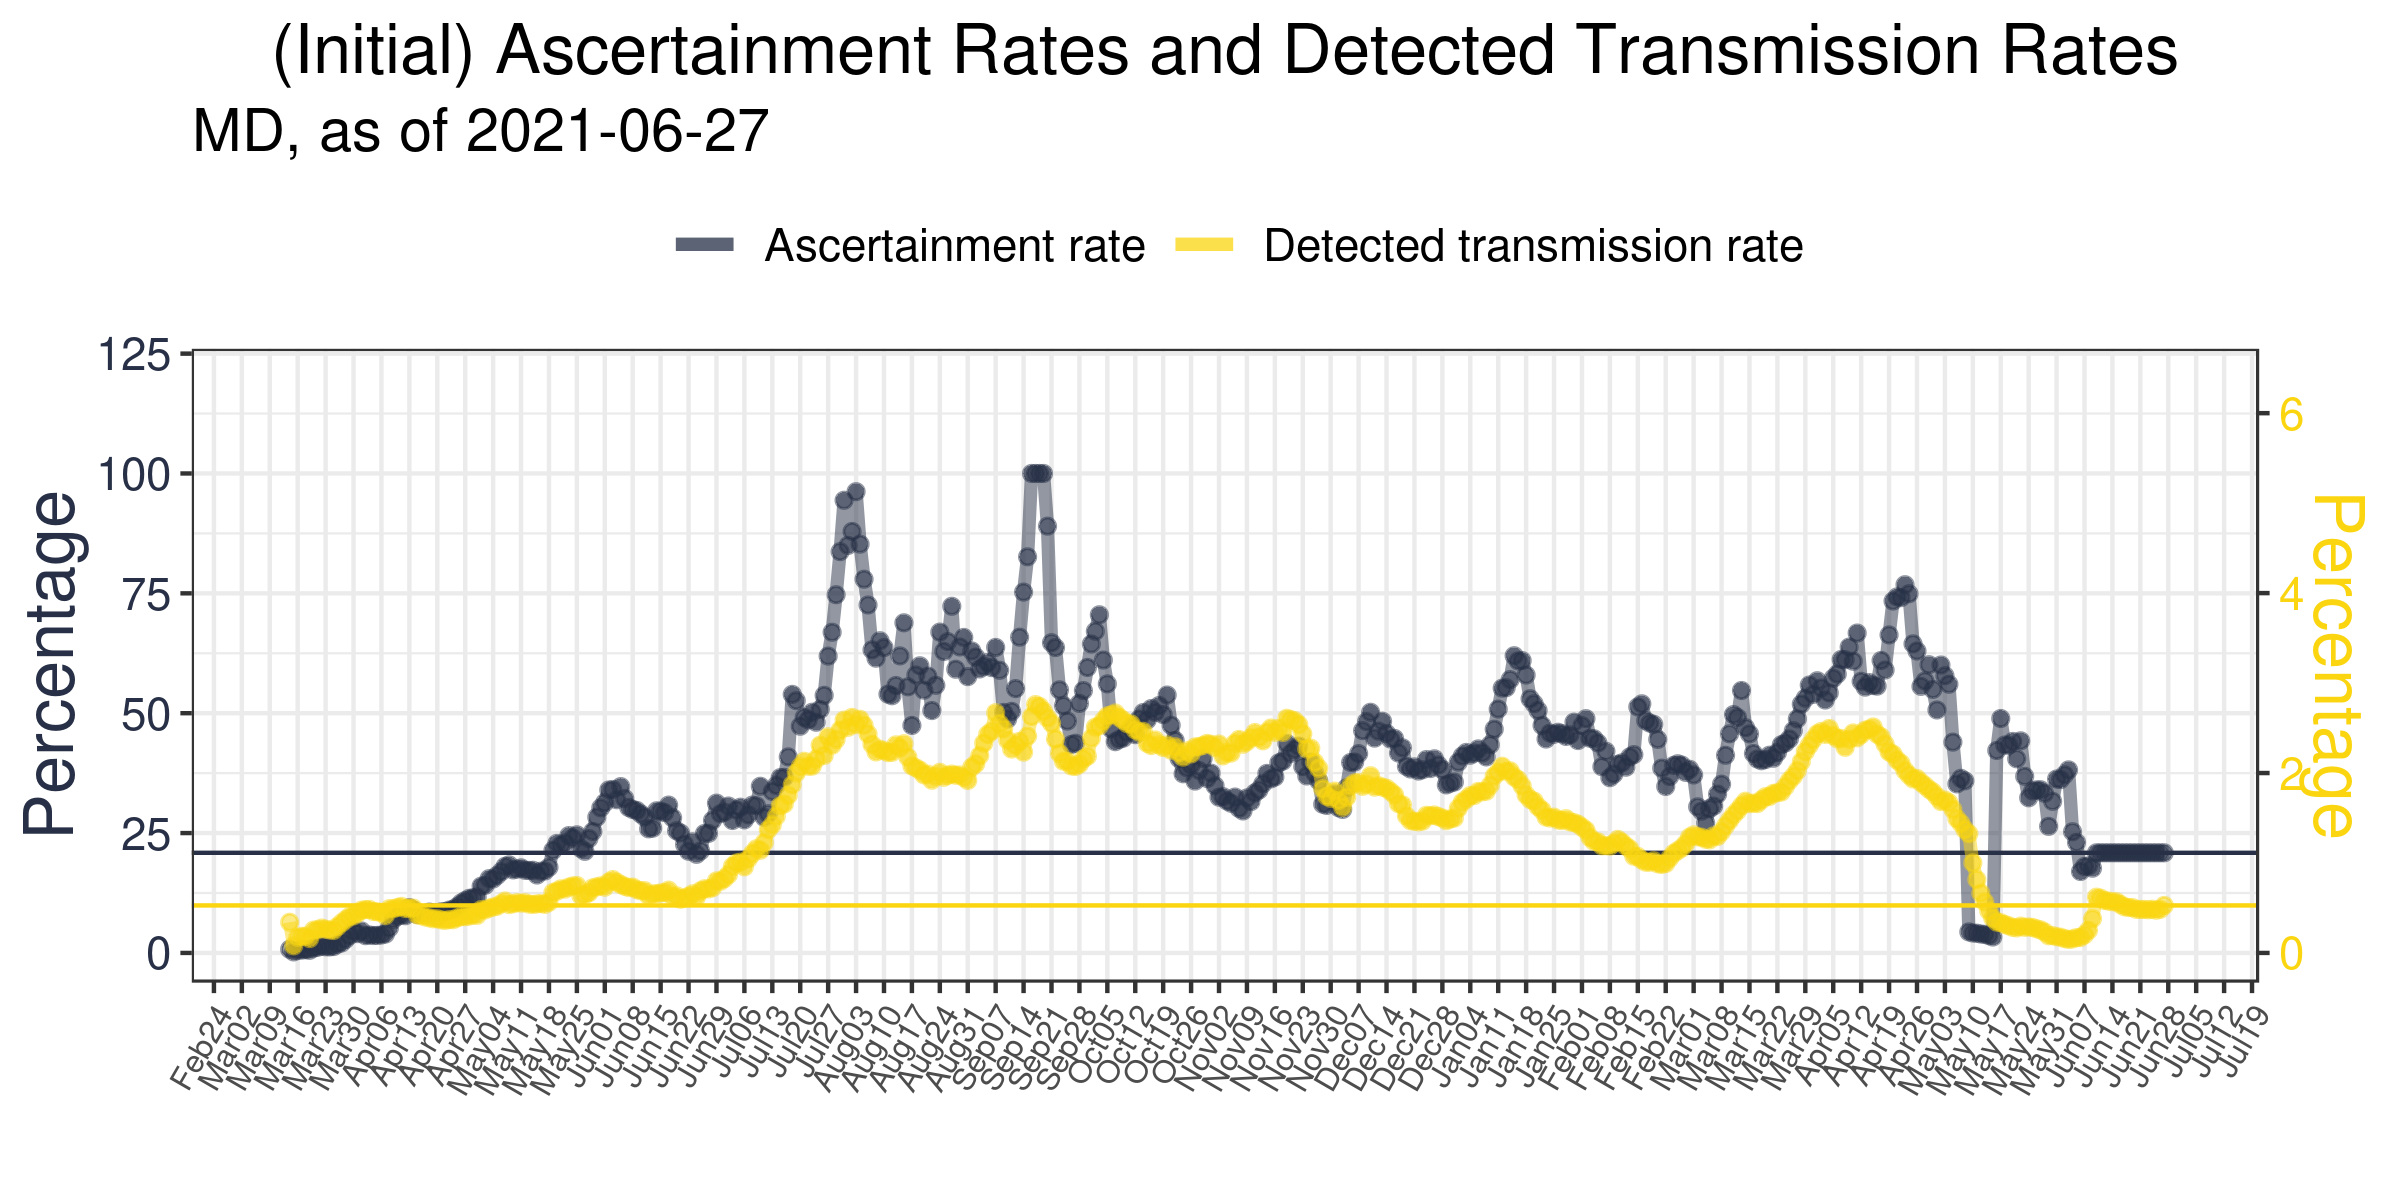 (Initial) Ascertainment Rates and Detected Transmission Rates
MD, as of 2021-06-27
Ascertainment rate
Detected transmission rate
Percentage
125
100
75
50
25
0
6
4
2
0
Percentage
Feb24
Mar02
Mar09
Mar16
Mar23
Mar30
Apr06
Apr13
Apr20
Apr27
May04
May11
May18
May25
Jun01
Jun08
Jun15
Jun22
Jun29
Jul06
Jul13
Jul20
Jul27
Aug03
Aug10
Aug17
Aug24
Aug31
Sep07
Sep14
Sep21
Sep28
Oct05
Oct12
Oct19
Oct26
Nov02
Nov09
Nov16
Nov23
Nov30
Dec07
Dec14
Dec21
Dec28
Jan04
Jan11
Jan18
Jan25
Feb01
Feb08
Feb15
Feb22
Mar01
Mar08
Mar15
Mar22
Mar29
Apr05
Apr12
Apr19
Apr26
May03
May10
May17
May24
May31
Jun07
Jun14
Jun21
Jun28
Jul05
Jul12
Jul19